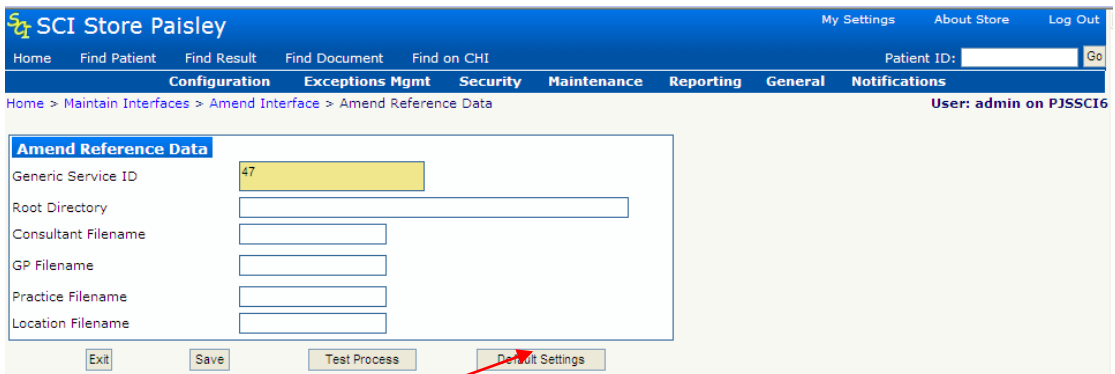 SCI SCI Store Paisley
My Settings About Store Log Out
Home Find Patient Find Result Find Document Find on CHI Patient ID: Go
Configuration Exceptions Mgmt Security Maintenance Reporting General Notifications
Home > Maintain Interfaces > Amend Interface > Amend Reference Data User: admin on PJSSCI6
Amend Reference Data
Generic Service ID 47
Root Directory
Consultant Filename
GP Filename
Practice Filename
Location Filename
Exit Save Test Process Default Settings